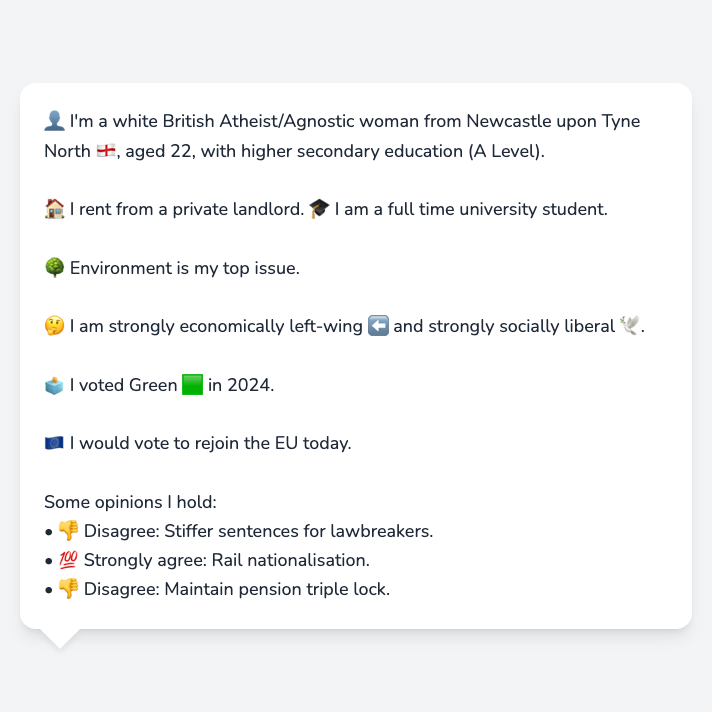 👤 I'm a white British Atheist/Agnostic woman from Newcastle upon Tyne
North 🏴󠁧󠁢󠁥󠁮󠁧󠁿, aged 22, with higher secondary education (A Level).
🏠 I rent from a private landlord. 🎓 I am a full time university student.
🌳 Environment is my top issue.
🤔 I am strongly economically left-wing ⬅️ and strongly socially liberal 🕊️.
🗳️ I voted Green 🟩 in 2024.
🇪🇺 I would vote to rejoin the EU today.
Some opinions I hold:
• 👎 Disagree: Stiffer sentences for lawbreakers.
• 💯 Strongly agree: Rail nationalisation.
• 👎 Disagree: Maintain pension triple lock.